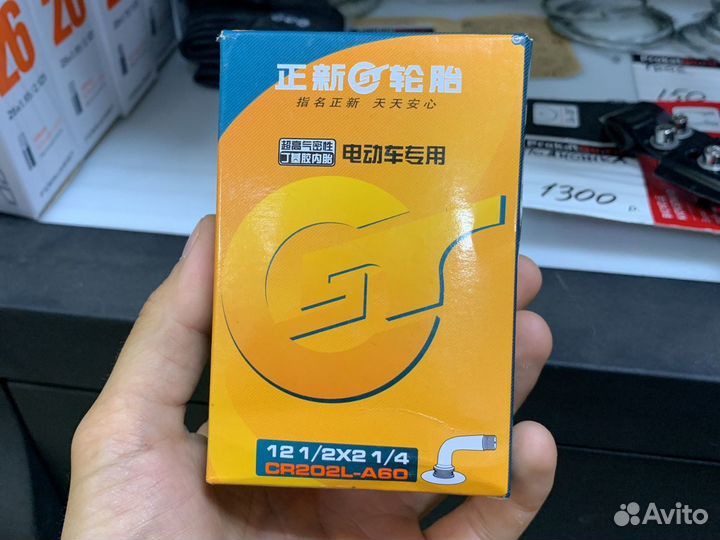 正新轮胎
指名正新 天天安心
超高气密性
丁基胶内胎
电动车专用
12 1/2X2 1/4
CR202L-A60
26
26
1300 р.
150
Avito